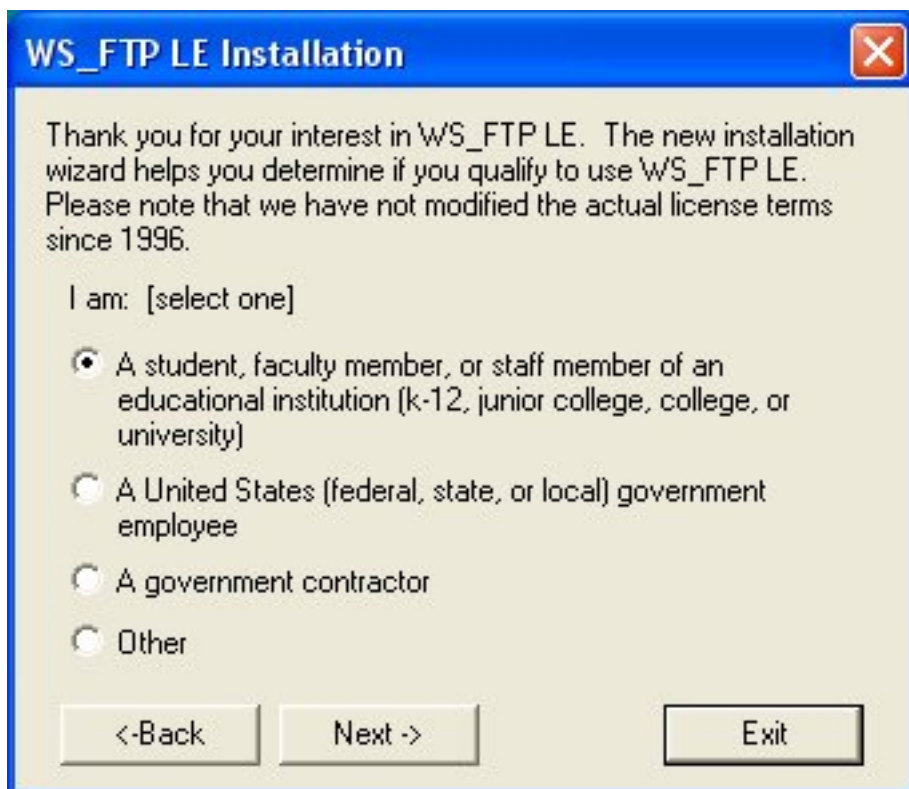 WS_FTP LE Installation
Thank you for your interest in WS_FTP LE. The new installation
wizard helps you determine if you qualify to use WS_FTP LE.
Please note that we have not modified the actual license terms
since 1996.
I am: [select one]
A student, faculty member, or staff member of an
educational institution (k-12, junior college, college, or
university)
A United States (federal, state, or local) government
employee
A government contractor
Other
<-Back
Next ->
Exit